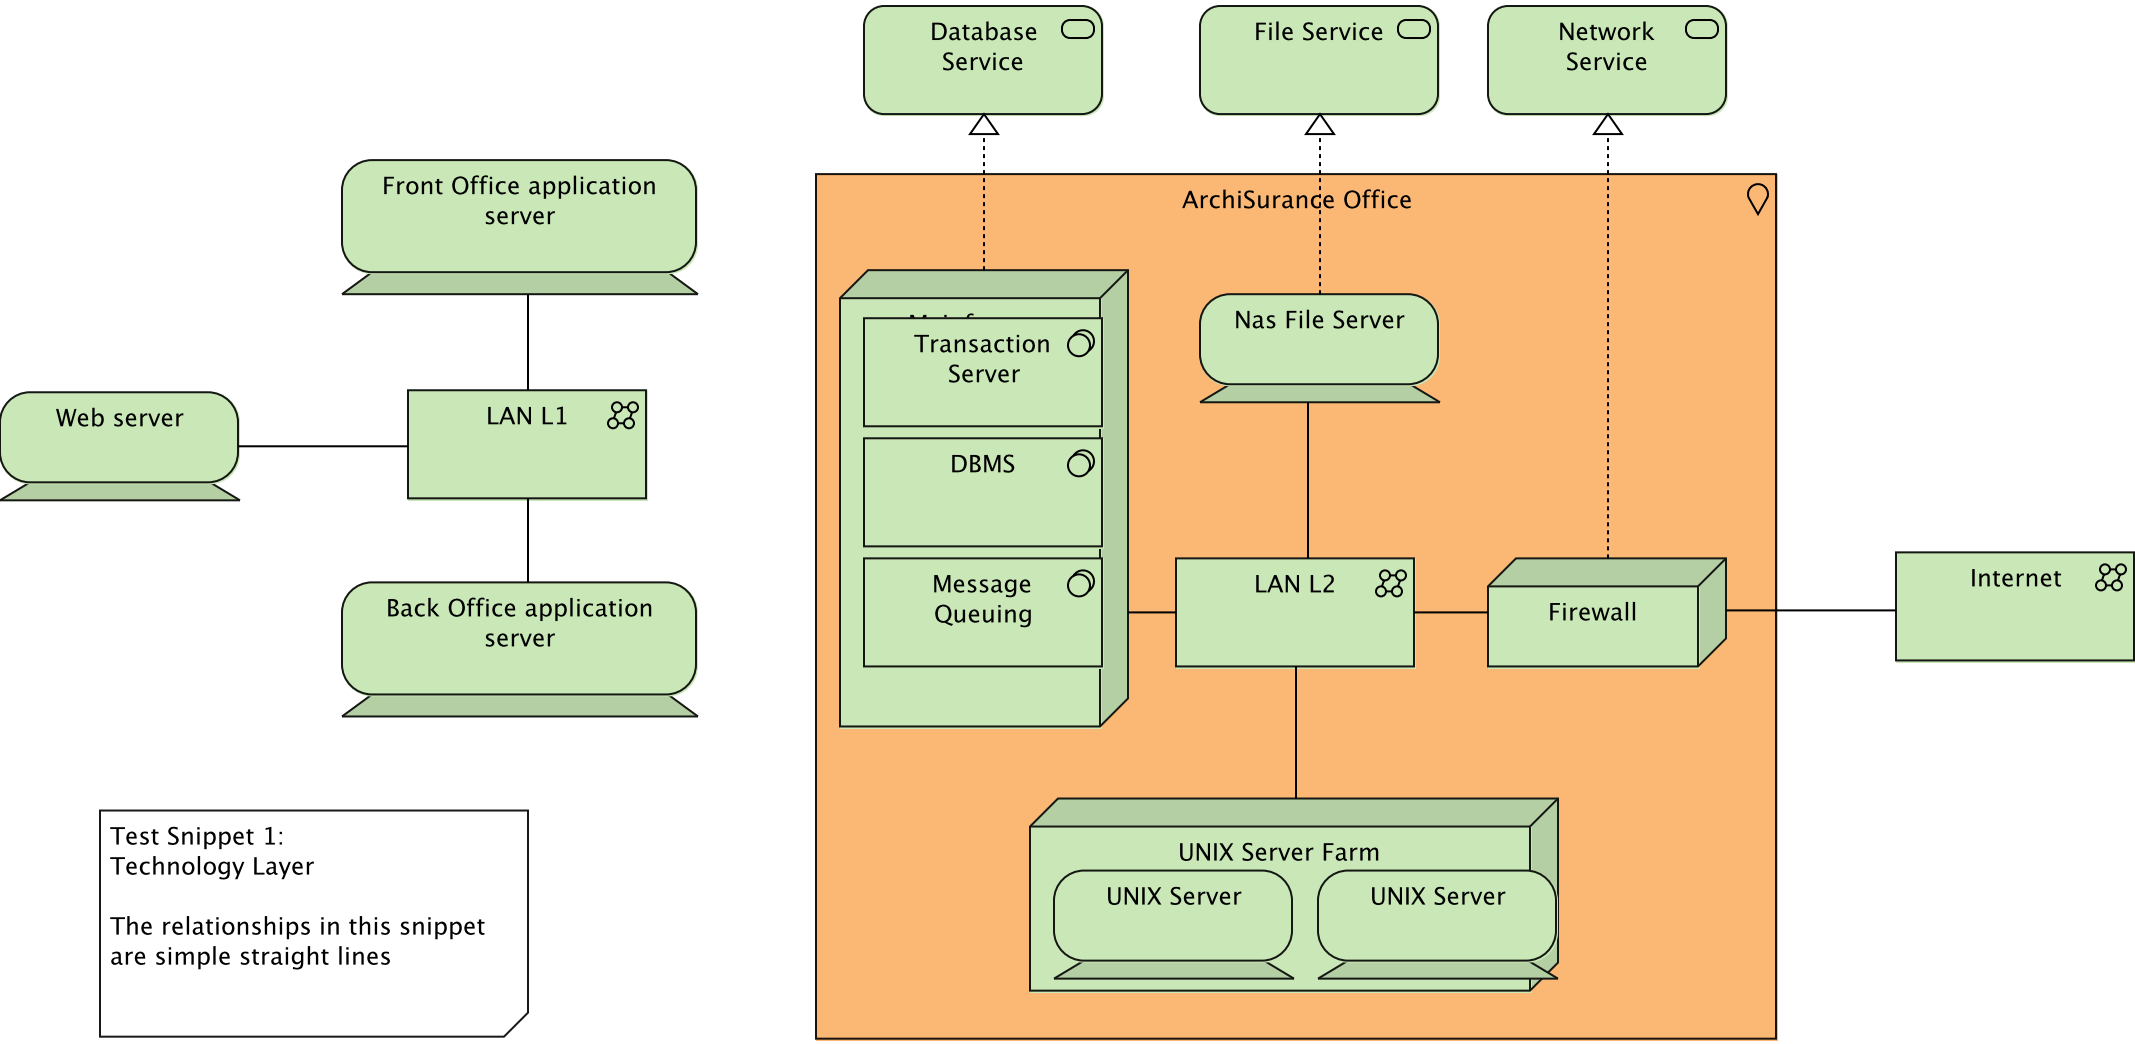 Database
Service
File Service
Network
Service
Front Office application
server
ArchiSurance Office
Nas File Server
Transaction
Server
Web server
LAN L1
DBMS
Message
Queuing
LAN L2
Firewall
Internet
Back Office application
server
Test Snippet 1:
Technology Layer
The relationships in this snippet
are simple straight lines
UNIX Server Farm
UNIX Server
UNIX Server